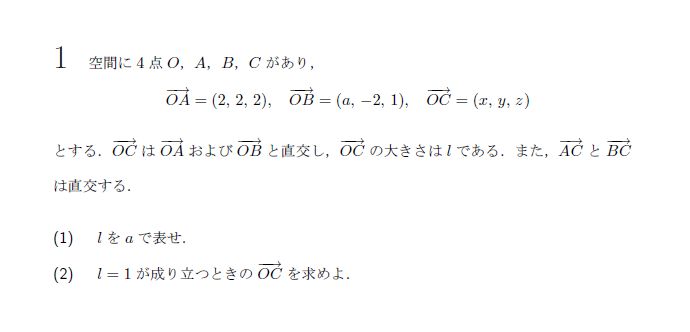 1 空間に 4 点 O, A, B, C があり,
$\overrightarrow{OA} = (2, 2, 2), \overrightarrow{OB} = (a, -2, 1), \overrightarrow{OC} = (x, y, z)$
とする. $\overrightarrow{OC}$ は $\overrightarrow{OA}$ および $\overrightarrow{OB}$ と直交し, $\overrightarrow{OC}$ の大きさは l である. また, $\overrightarrow{AC}$ と $\overrightarrow{BC}$
は直交する.
(1) l を a で表せ.
(2) l = 1 が成り立つときの $\overrightarrow{OC}$ を求めよ.